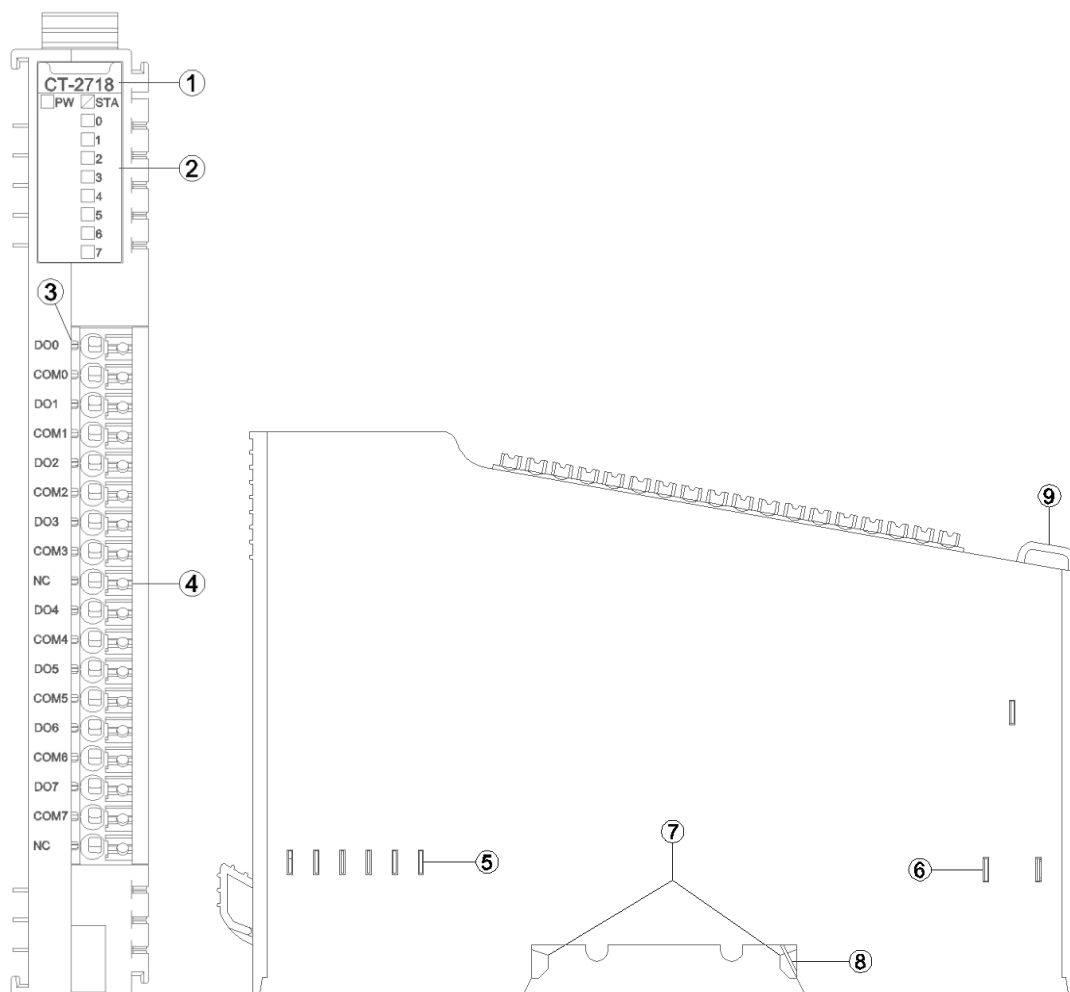 CT-2718
①
PW STA
0
1
2
②
3
4
5
6
7
③
DO0
COM0
DO1
COM1
DO2
COM2
DO3
COM3
NC
④
DO4
COM4
DO5
COM5
DO6
COM6
DO7
COM7
NC
⑨
⑦
⑤
⑥
⑧